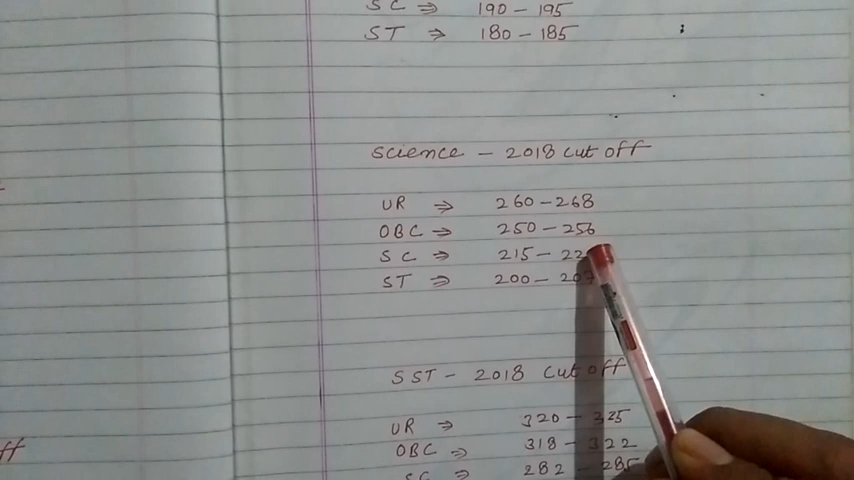 SC ⇒ 190 - 195
ST ⇒ 180 - 185
Science - 2018 cut off
UR ⇒ 260 - 268
OBC ⇒ 250 - 256
SC ⇒ 215 -
ST ⇒ 200 -
SST - 2018 cut off
UR ⇒ 320 - 325
OBC ⇒ 318 - 322
SC ⇒ 282 - 285